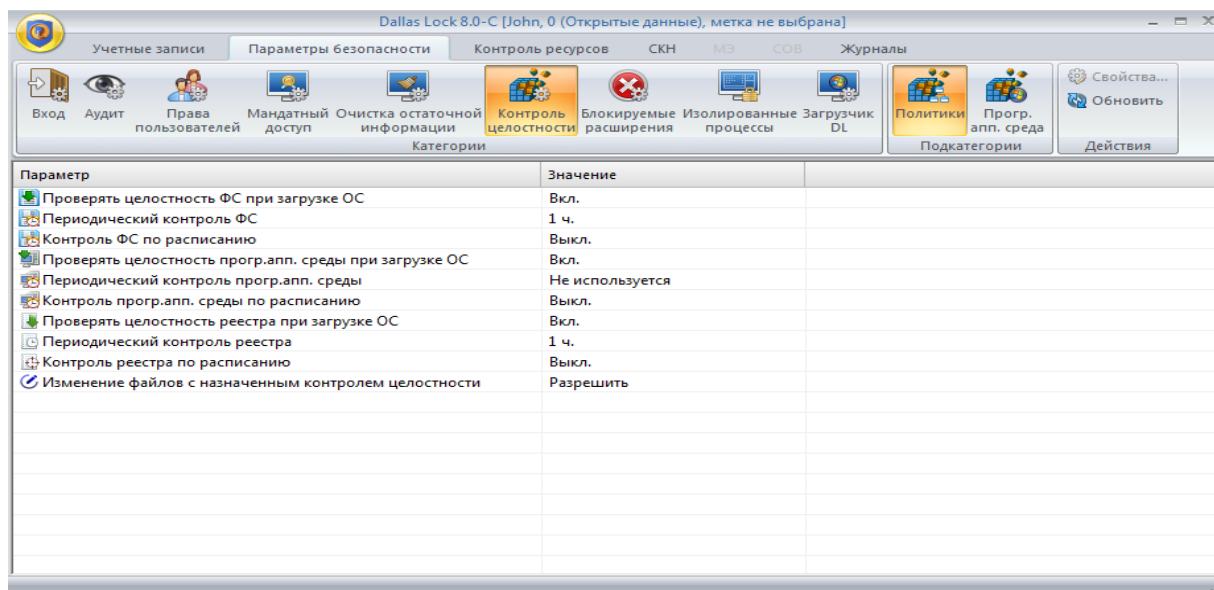 Dallas Lock 8.0-C [John, 0 (Открытые данные), метка не выбрана]
Учетные записи Параметры безопасности Контроль ресурсов СКН МЭ СОВ Журналы
Вход Аудит Права пользователей Мандатный доступ Очистка остаточной информации Контроль целостности Блокируемые расширения Изолированные процессы Загрузчик DL Политики Прогр. апп. среда Свойства...
Обновить
Категории Подкатегории Действия
Параметр Значение
Проверять целостность ФС при загрузке ОС Вкл.
Периодический контроль ФС 1 ч.
Контроль ФС по расписанию Выкл.
Проверять целостность прогр.апп. среды при загрузке ОС Вкл.
Периодический контроль прогр.апп. среды Не используется
Контроль прогр.апп. среды по расписанию Выкл.
Проверять целостность реестра при загрузке ОС Вкл.
Периодический контроль реестра 1 ч.
Контроль реестра по расписанию Выкл.
Изменение файлов с назначенным контролем целостности Разрешить